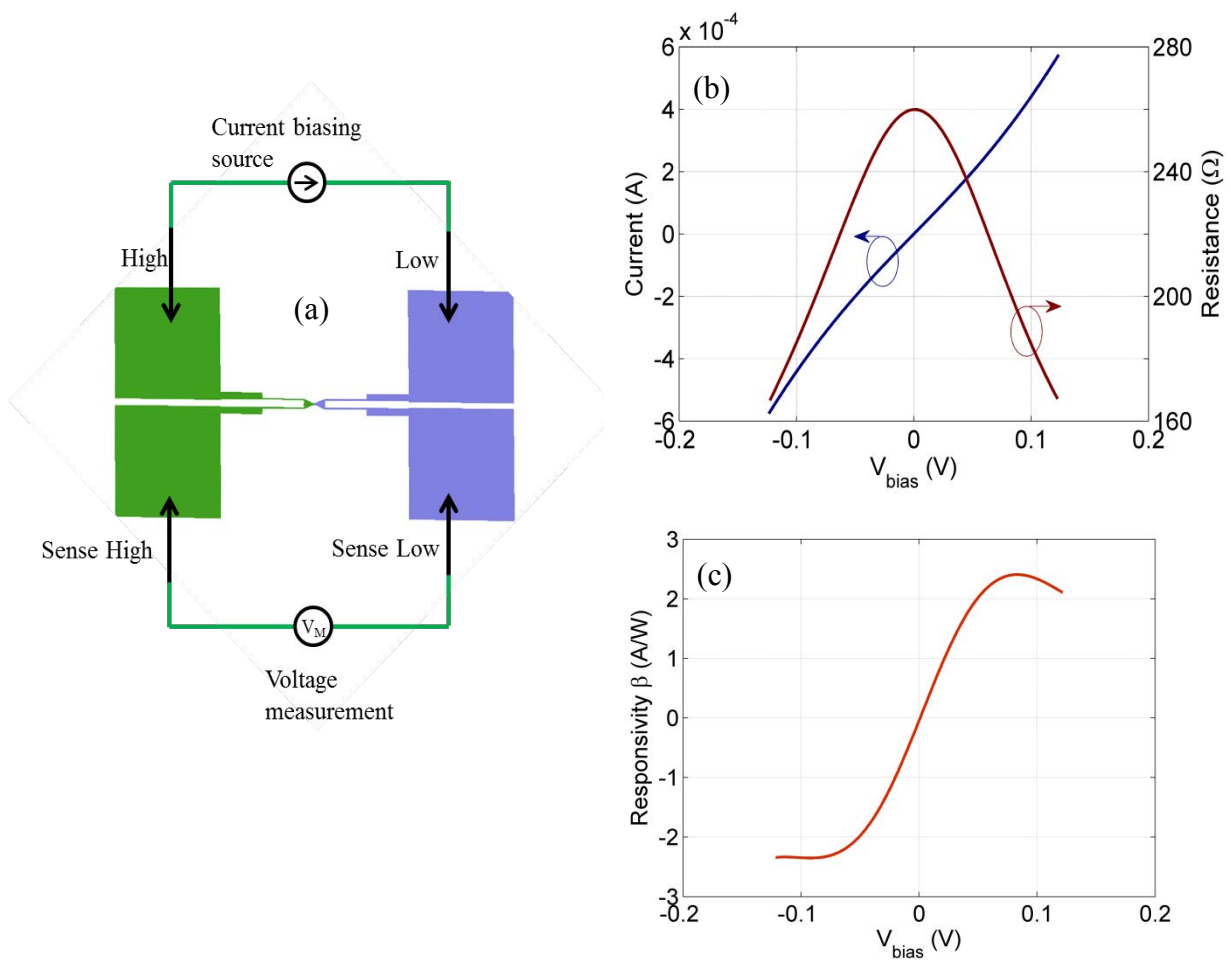 Current biasing
source
High
Low
(a)
Sense High
Sense Low
V_M
Voltage
measurement
(b)
x 10^-4
6
4
2
0
-2
-4
-6
Current (A)
280
240
200
160
Resistance (Ω)
-0.2
-0.1
0
0.1
0.2
V_bias (V)
(c)
3
2
1
0
-1
-2
-3
Responsivity β (A/W)
-0.2
-0.1
0
0.1
0.2
V_bias (V)